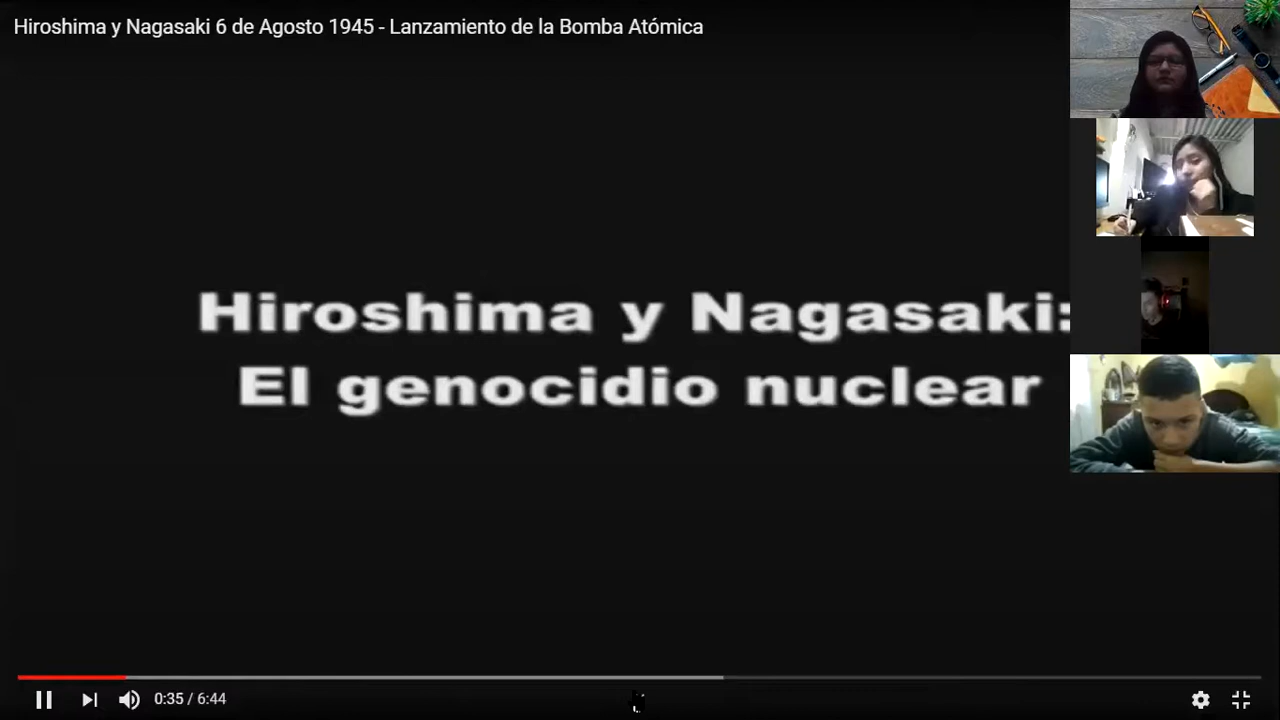 Hiroshima y Nagasaki 6 de Agosto 1945 - Lanzamiento de la Bomba Atómica
Hiroshima y Nagasaki:
El genocidio nuclear
0:35 / 6:44